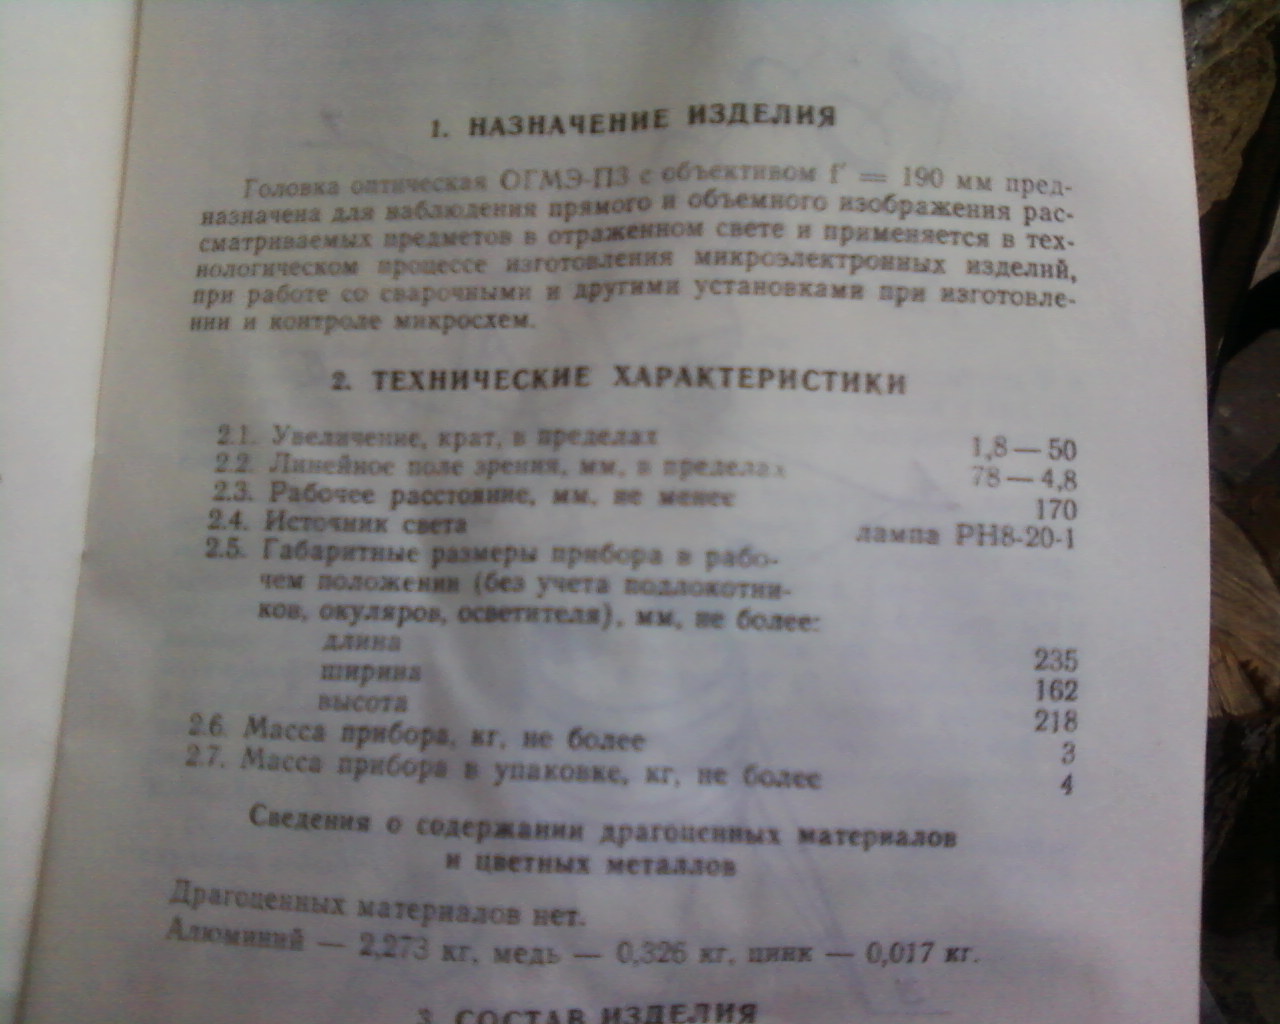 1. НАЗНАЧЕНИЕ ИЗДЕЛИЯ
Головка оптическая ОГМЭ-П3 с объективом f′ = 190 мм пред-
назначена для наблюдения прямого и объемного изображения рас-
сматриваемых предметов в отраженном свете и применяется в тех-
нологическом процессе изготовления микроэлектронных изделий,
при работе со сварочными и другими установками при изготовле-
нии и контроле микросхем.
2. ТЕХНИЧЕСКИЕ ХАРАКТЕРИСТИКИ
2.1. Увеличение, крат, в пределах 1,8 — 50
2.2. Линейное поле зрения, мм, в пределах 78 — 4,8
2.3. Рабочее расстояние, мм, не менее 170
2.4. Источник света лампа РН8-20-1
2.5. Габаритные размеры прибора в рабо-
чем положении (без учета подлокотни-
ков, окуляров, осветителя), мм, не более:
длина 235
ширина 162
высота 218
2.6. Масса прибора, кг, не более 3
2.7. Масса прибора в упаковке, кг, не более 4
Сведения о содержании драгоценных материалов
и цветных металлов
Драгоценных материалов нет.
Алюминий — 2,273 кг, медь — 0,326 кг, цинк — 0,017 кг.
3. СОСТАВ ИЗДЕЛИЯ